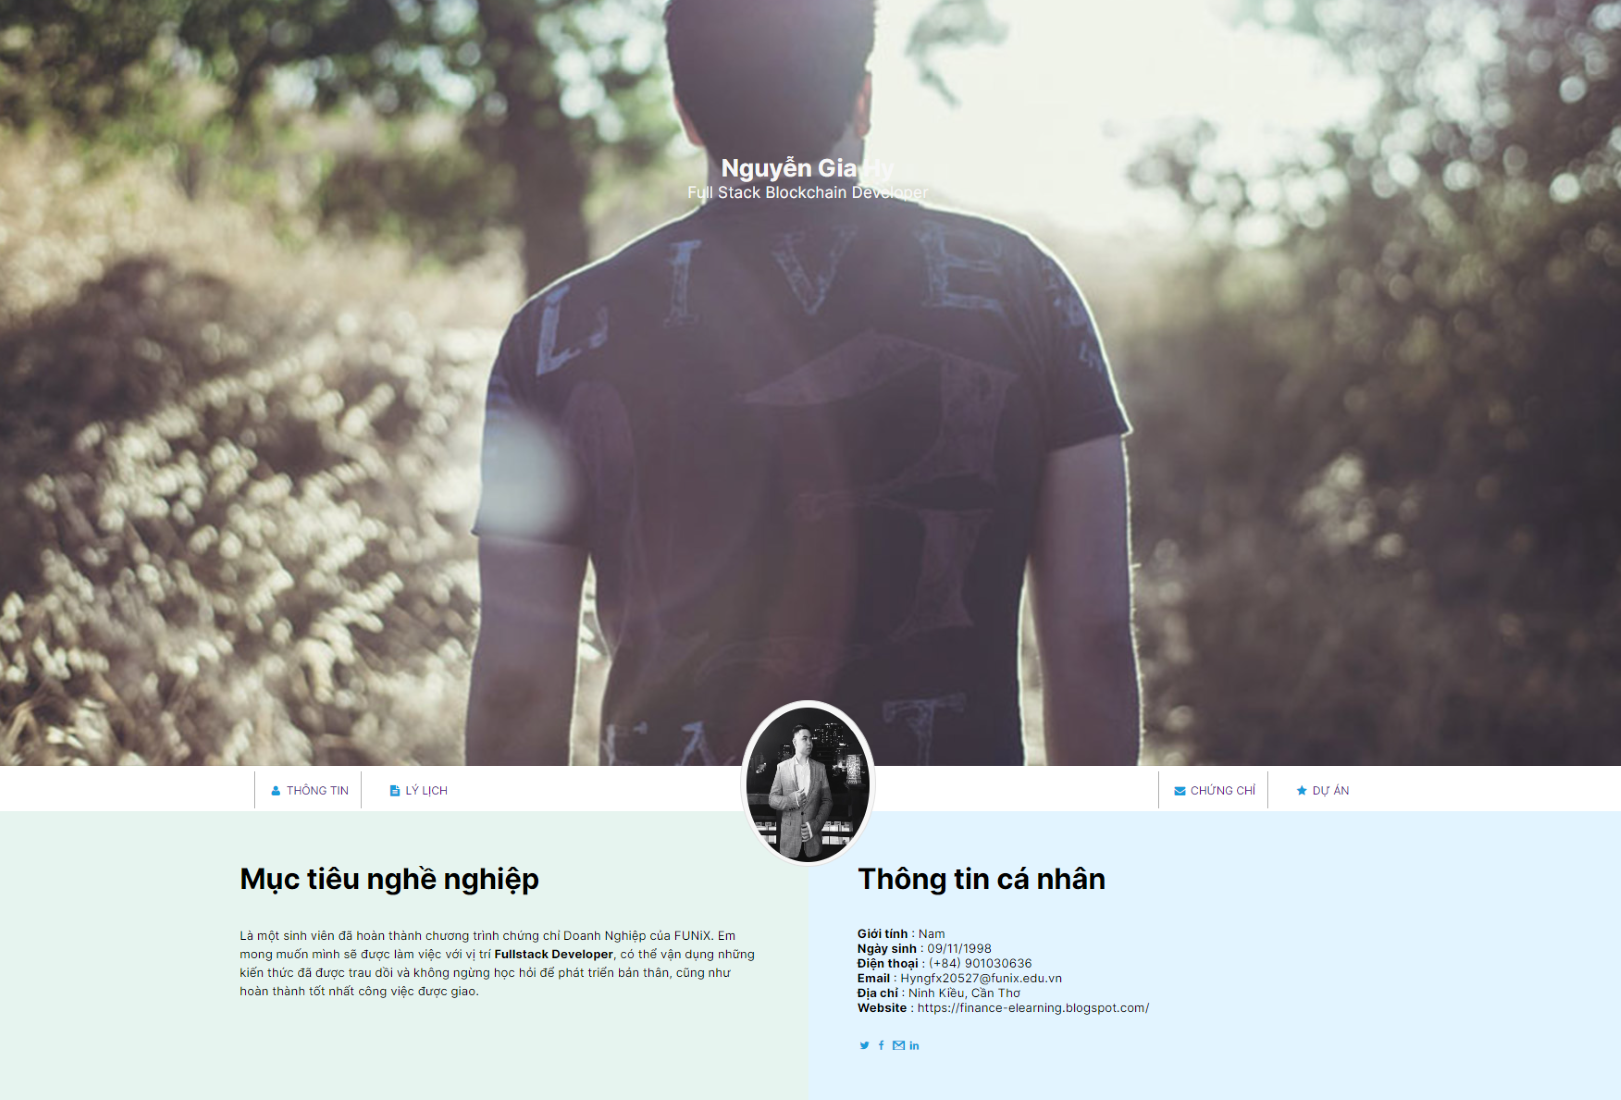 Nguyễn Gia Hy
Full Stack Blockchain Developer
LIVE
THÔNG TIN
LÝ LỊCH
CHỨNG CHỈ
DỰ ÁN
Mục tiêu nghề nghiệp
Là một sinh viên đã hoàn thành chương trình chứng chỉ Doanh Nghiệp của FUNiX. Em
mong muốn mình sẽ được làm việc với vị trí Fullstack Developer, có thể vận dụng những
kiến thức đã được trau dồi và không ngừng học hỏi để phát triển bản thân, cũng như
hoàn thành tốt nhất công việc được giao.
Thông tin cá nhân
Giới tính : Nam
Ngày sinh : 09/11/1998
Điện thoại : (+84) 901030636
Email : Hyngfx20527@funix.edu.vn
Địa chỉ : Ninh Kiều, Cần Thơ
Website : https://finance-elearning.blogspot.com/